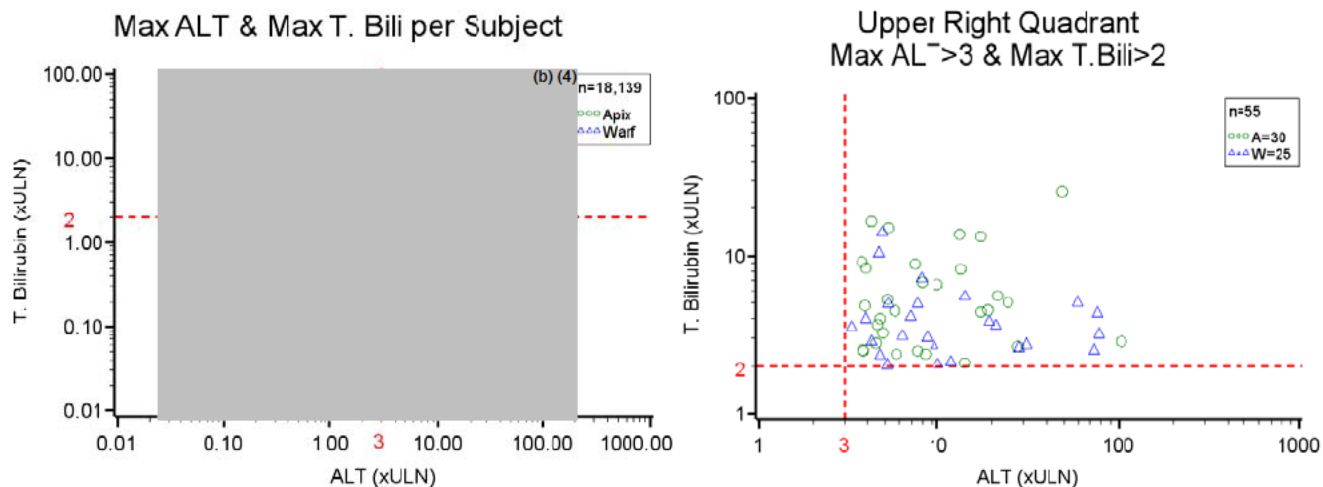 Max ALT & Max T. Bili per Subject
100.00
10.00
2
1.00
0.10
0.01
T. Bilirubin (xULN)
(b) (4)
n=18,139
Apix
Warf
0.01
0.10
1.00
3
10.00
100.00
1000.0
ALT (xULN)
Upper Right Quadrant
Max AL >3 & Max T.Bili>2
100
10
2
1
T. Bilirubin (xULN)
n=55
A=30
W=25
1
3
10
100
1000
ALT (xULN)